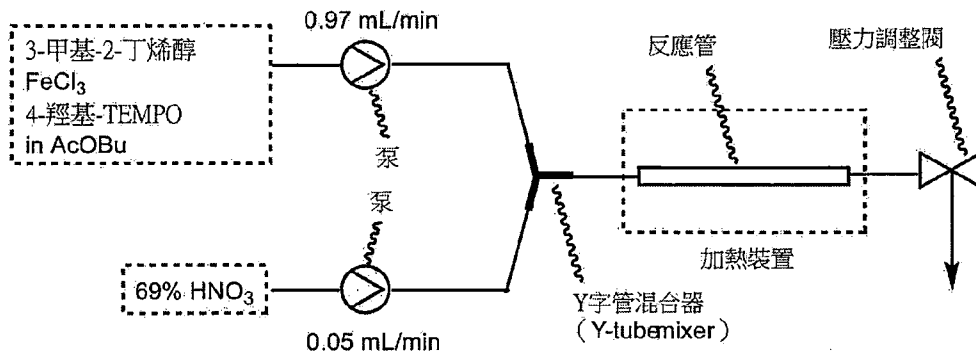 0.97 mL/min
3-甲基-2-丁烯醇
FeCl3
4-羥基-TEMPO
in AcOBu
泵
泵
69% HNO3
0.05 mL/min
Y字管混合器
(Y-tubemixer)
反應管
加熱裝置
壓力調整閥